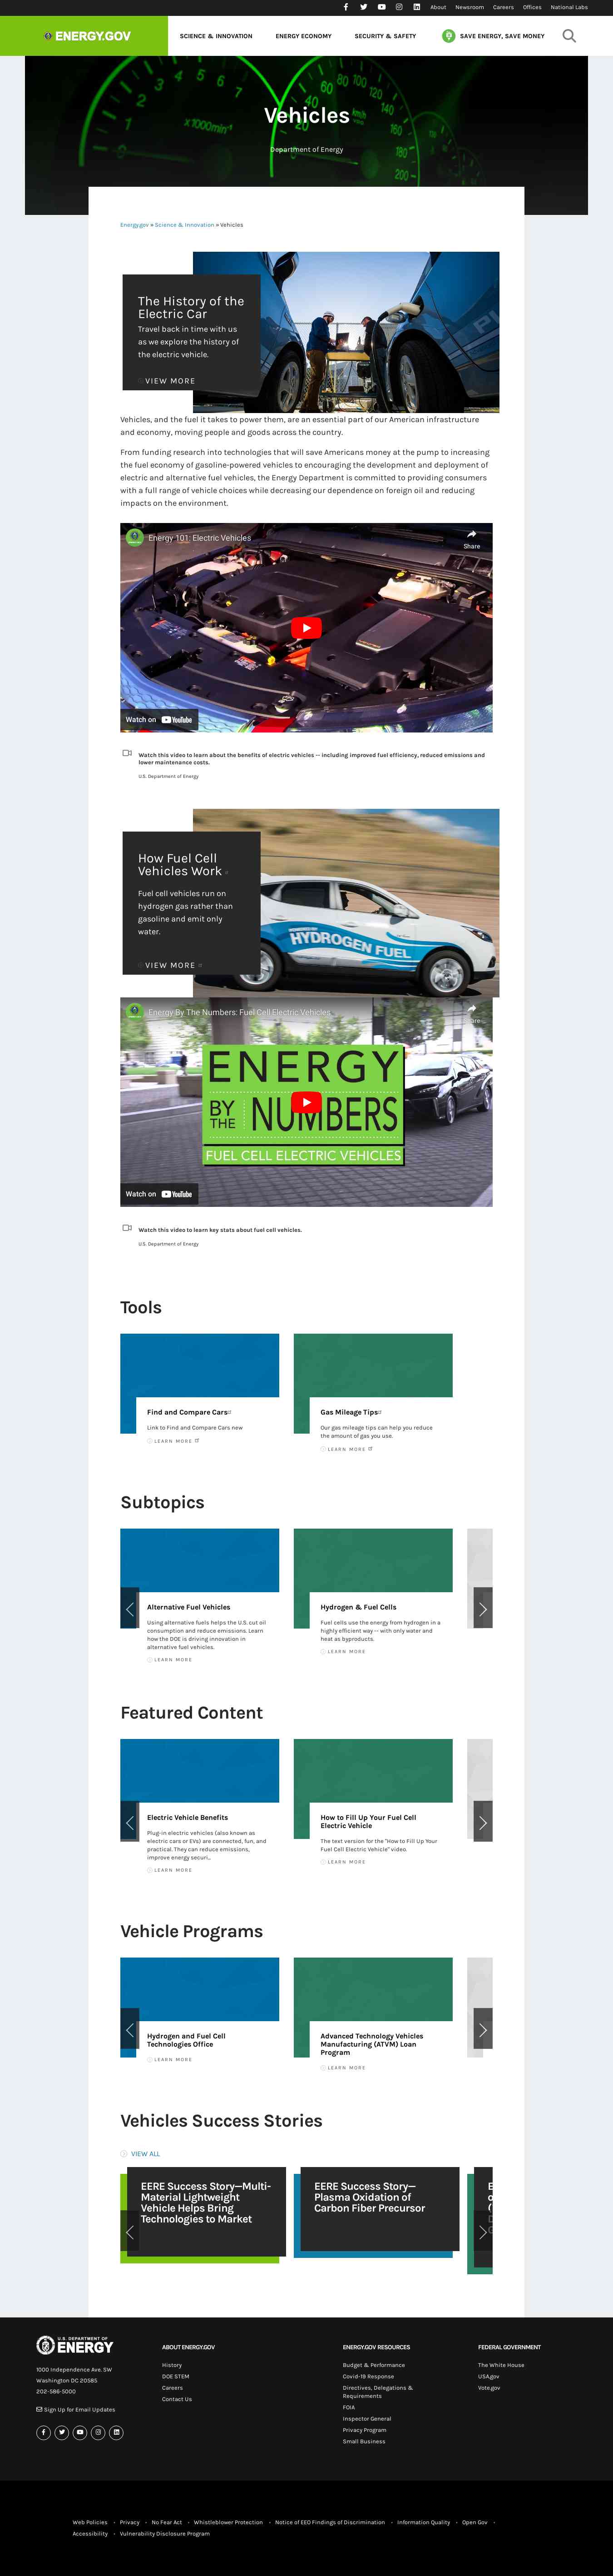 About Newsroom Careers Offices National Labs
ENERGY.GOV
SCIENCE & INNOVATION ENERGY ECONOMY SECURITY & SAFETY SAVE ENERGY, SAVE MONEY
Vehicles
Department of Energy
Energy.gov » Science & Innovation » Vehicles
The History of the
Electric Car
Travel back in time with us
as we explore the history of
the electric vehicle.
VIEW MORE
Vehicles, and the fuel it takes to power them, are an essential part of our American infrastructure
and economy, moving people and goods across the country.
From funding research into technologies that will save Americans money at the pump to increasing
the fuel economy of gasoline-powered vehicles to encouraging the development and deployment of
electric and alternative fuel vehicles, the Energy Department is committed to providing consumers
with a full range of vehicle choices while decreasing our dependence on foreign oil and reducing
impacts on the environment.
Energy 101: Electric Vehicles
Share
Watch on YouTube
Watch this video to learn about the benefits of electric vehicles -- including improved fuel efficiency, reduced emissions and
lower maintenance costs.
U.S. Department of Energy
How Fuel Cell
Vehicles Work
Fuel cell vehicles run on
hydrogen gas rather than
gasoline and emit only
water.
VIEW MORE
HYDROGEN FUEL
Energy By The Numbers: Fuel Cell Electric Vehicles
Share
ENERGY
BY THE NUMBERS
FUEL CELL ELECTRIC VEHICLES
Watch on YouTube
Watch this video to learn key stats about fuel cell vehicles.
U.S. Department of Energy
Tools
Find and Compare Cars
Link to Find and Compare Cars new
LEARN MORE
Gas Mileage Tips
Our gas mileage tips can help you reduce
the amount of gas you use.
LEARN MORE
Subtopics
Alternative Fuel Vehicles
Using alternative fuels helps the U.S. cut oil
consumption and reduce emissions. Learn
how the DOE is driving innovation in
alternative fuel vehicles.
LEARN MORE
Hydrogen & Fuel Cells
Fuel cells use the energy from hydrogen in a
highly efficient way -- with only water and
heat as byproducts.
LEARN MORE
Featured Content
Electric Vehicle Benefits
Plug-in electric vehicles (also known as
electric cars or EVs) are connected, fun, and
practical. They can reduce emissions,
improve energy securi...
LEARN MORE
How to Fill Up Your Fuel Cell
Electric Vehicle
The text version for the "How to Fill Up Your
Fuel Cell Electric Vehicle" video.
LEARN MORE
Vehicle Programs
Hydrogen and Fuel Cell
Technologies Office
LEARN MORE
Advanced Technology Vehicles
Manufacturing (ATVM) Loan
Program
LEARN MORE
Vehicles Success Stories
VIEW ALL
EERE Success Story—Multi-
Material Lightweight
Vehicle Helps Bring
Technologies to Market
EERE Success Story—
Plasma Oxidation of
Carbon Fiber Precursor
U.S. DEPARTMENT OF
ENERGY
1000 Independence Ave. SW
Washington DC 20585
202-586-5000
Sign Up for Email Updates
ABOUT ENERGY.GOV
History
DOE STEM
Careers
Contact Us
ENERGY.GOV RESOURCES
Budget & Performance
Covid-19 Response
Directives, Delegations &
Requirements
FOIA
Inspector General
Privacy Program
Small Business
FEDERAL GOVERNMENT
The White House
USA.gov
Vote.gov
Web Policies • Privacy • No Fear Act • Whistleblower Protection • Notice of EEO Findings of Discrimination • Information Quality • Open Gov •
Accessibility • Vulnerability Disclosure Program